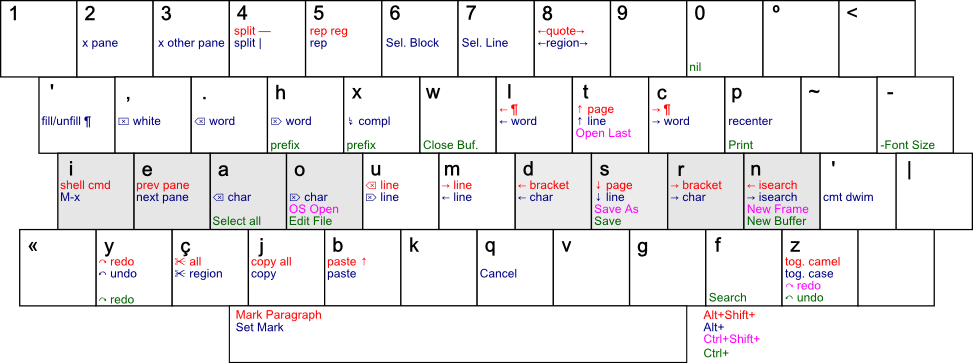 1 2 3 4 5 6 7 8 9 0 º <
split — rep reg ←quote→
x pane x other pane split | rep Sel. Block Sel. Line ←region→
nil
' , . h x w l t c p ~ -
← ¶ ↑ page → ¶
fill/unfill ¶ ⌧ white ⌫ word ⌦ word ↯ compl ← word ↑ line → word recenter
Open Last
prefix prefix Close Buf. Print -Font Size
i e a o u m d s r n ' |
shell cmd prev pane ⌫ line → line ← bracket ↓ page → bracket ← isearch
M-x next pane ⌫ char ⌦ char ⌦ line ← line ← char ↓ line → char → isearch cmt dwim
OS Open Save As New Frame
Select all Edit File Save New Buffer
« y ç j b k q v g f z
↷ redo ✂ all copy all paste ↑ tog. camel
↶ undo ✂ region copy paste Cancel tog. case
↷ redo
↷ redo Search ↶ undo
Mark Paragraph
Set Mark
Alt+Shift+
Alt+
Ctrl+Shift+
Ctrl+